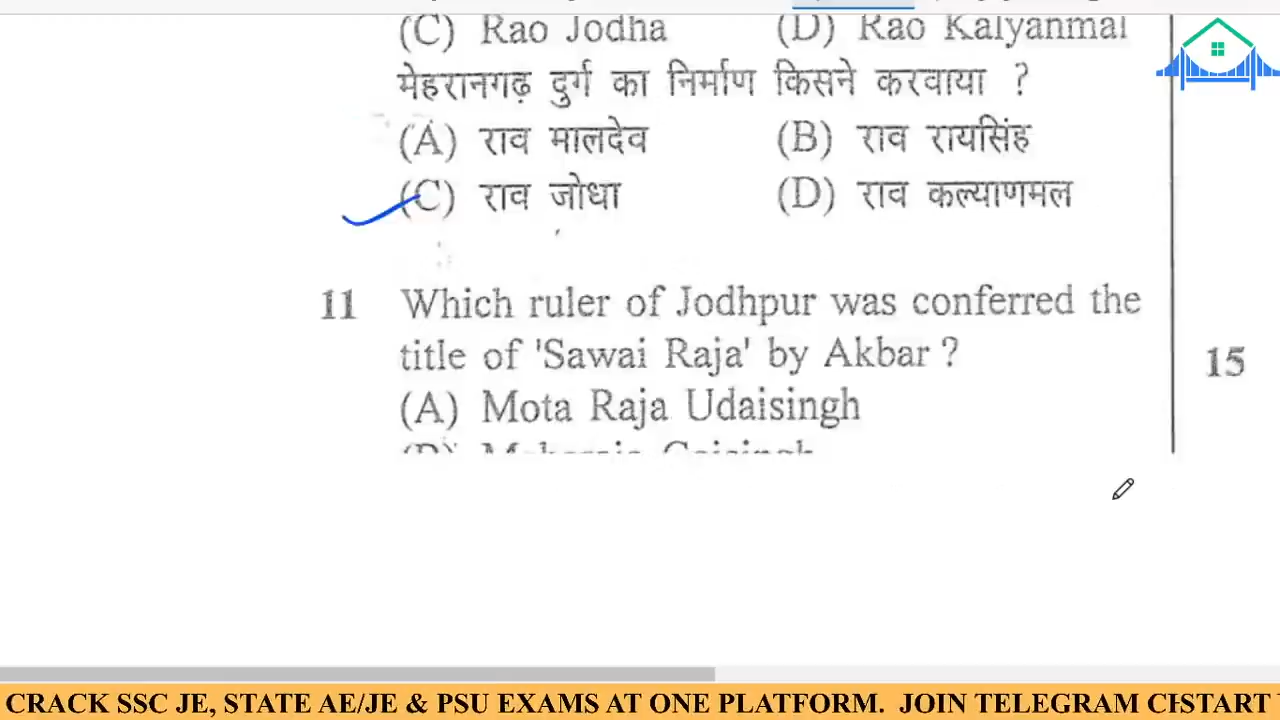 (C) Rao Jodha (D) Rao Kalyanmal
मेहरानगढ़ दुर्ग का निर्माण किसने करवाया ?
(A) राव मालदेव (B) राव रायसिंह
(C) राव जोधा (D) राव कल्याणमल
11 Which ruler of Jodhpur was conferred the
title of 'Sawai Raja' by Akbar ?
15
(A) Mota Raja Udaisingh
CRACK SSC JE, STATE AE/JE & PSU EXAMS AT ONE PLATFORM. JOIN TELEGRAM